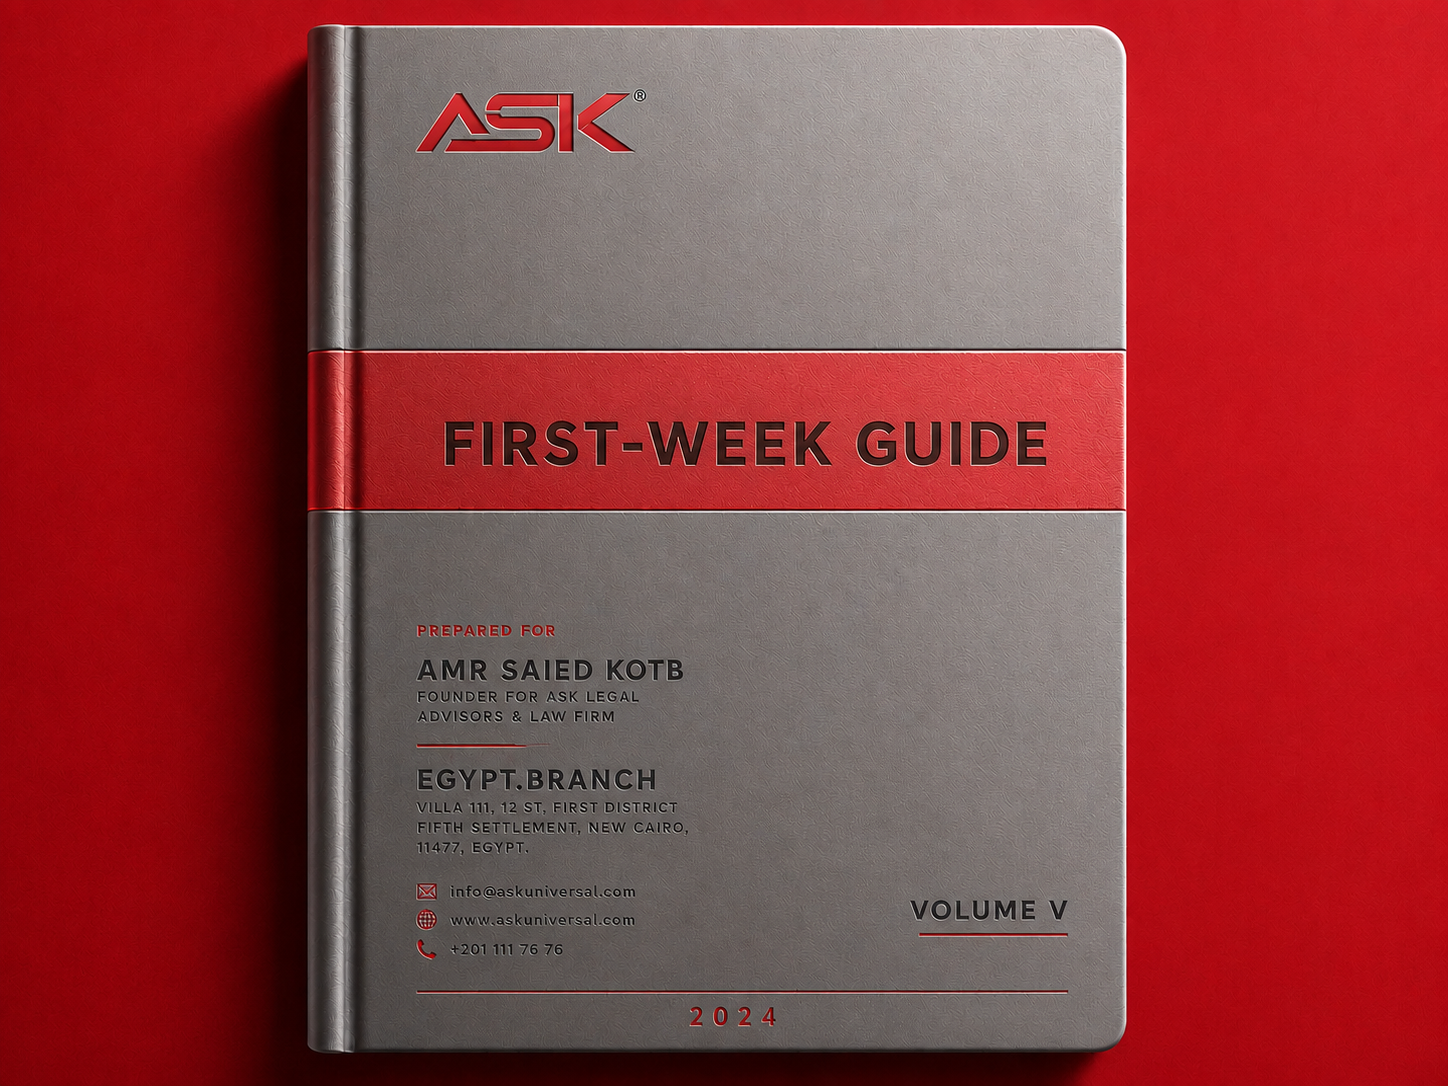 ASK®
FIRST-WEEK GUIDE
PREPARED FOR
AMR SAIED KOTB
FOUNDER FOR ASK LEGAL
ADVISORS & LAW FIRM
EGYPT.BRANCH
VILLA 111, 12 ST, FIRST DISTRICT
FIFTH SETTLEMENT, NEW CAIRO,
11477, EGYPT.
info@askuniversal.com
www.askuniversal.com
+201 111 76 76
VOLUME V
2024